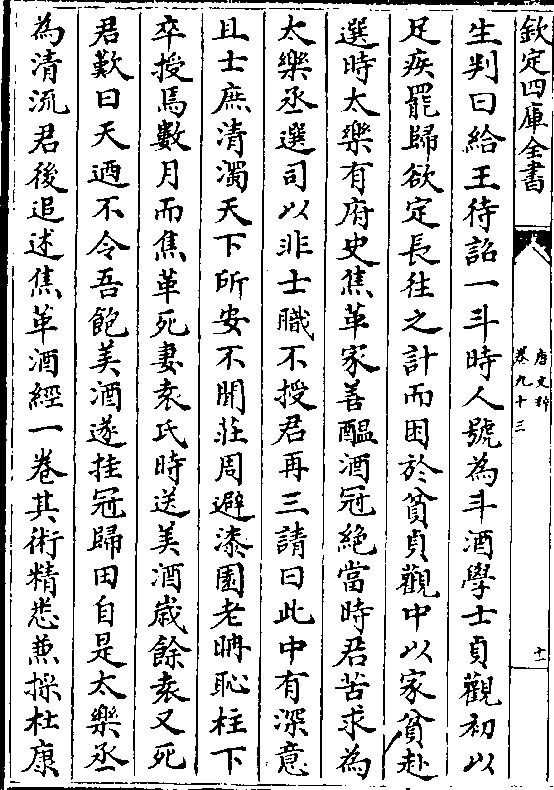 欽定四庫全書
唐文粹
卷九十三
十一
生判曰給王待詔一斗時人號為斗酒學士貞觀初以
足疾罷歸欲定長往之計而困於貧貞觀中以家貧赴
選時太樂有府史焦革家善醞酒冠絶當時君苦求為
太樂丞選司以非士職不授君再三請曰此中有深意
且士庶清濁天下所安不聞莊周避漆園老聃恥柱下
卒授焉數月而焦革死妻袁氏時送美酒歲餘袁又死
君歎曰天廼不令吾飽美酒遂挂冠歸田自是太樂丞
為清流君後追述焦革酒經一卷其術精悉兼採杜康